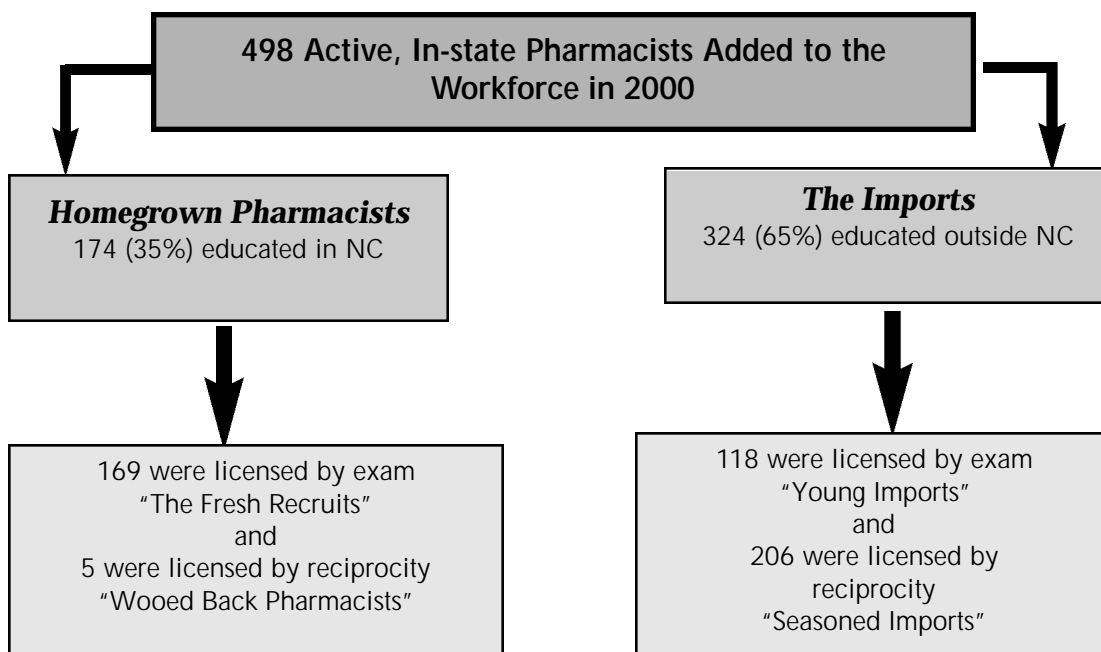 498 Active, In-state Pharmacists Added to the
Workforce in 2000
Homegrown Pharmacists
174 (35%) educated in NC
The Imports
324 (65%) educated outside NC
169 were licensed by exam
“The Fresh Recruits”
and
5 were licensed by reciprocity
“Wooed Back Pharmacists”
118 were licensed by exam
“Young Imports”
and
206 were licensed by
reciprocity
“Seasoned Imports”